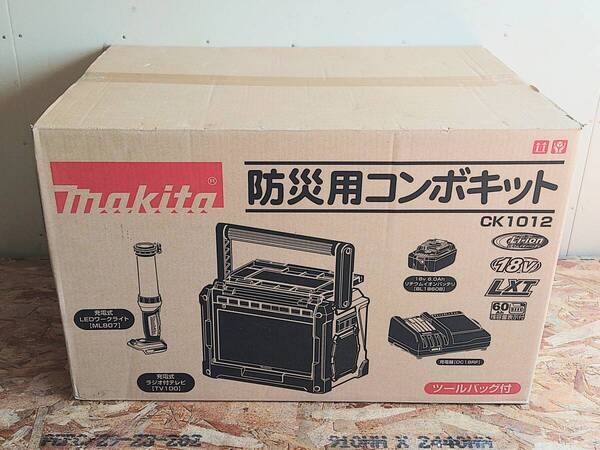 makita®
防災用コンボキット
CK1012
Li-ion
18V
LXT
60
充電式
LEDワークライト
[ML807]
18V 6.0Ah
リチウムイオンバッテリ
[BL1860B]
充電器[DC18RF]
充電式
ラジオ付テレビ
[TV100]
ツールバッグ付
910MM X 2440MM